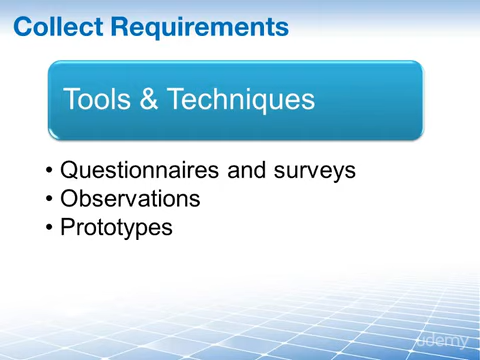 Collect Requirements
Tools & Techniques
• Questionnaires and surveys
• Observations
• Prototypes
udemy